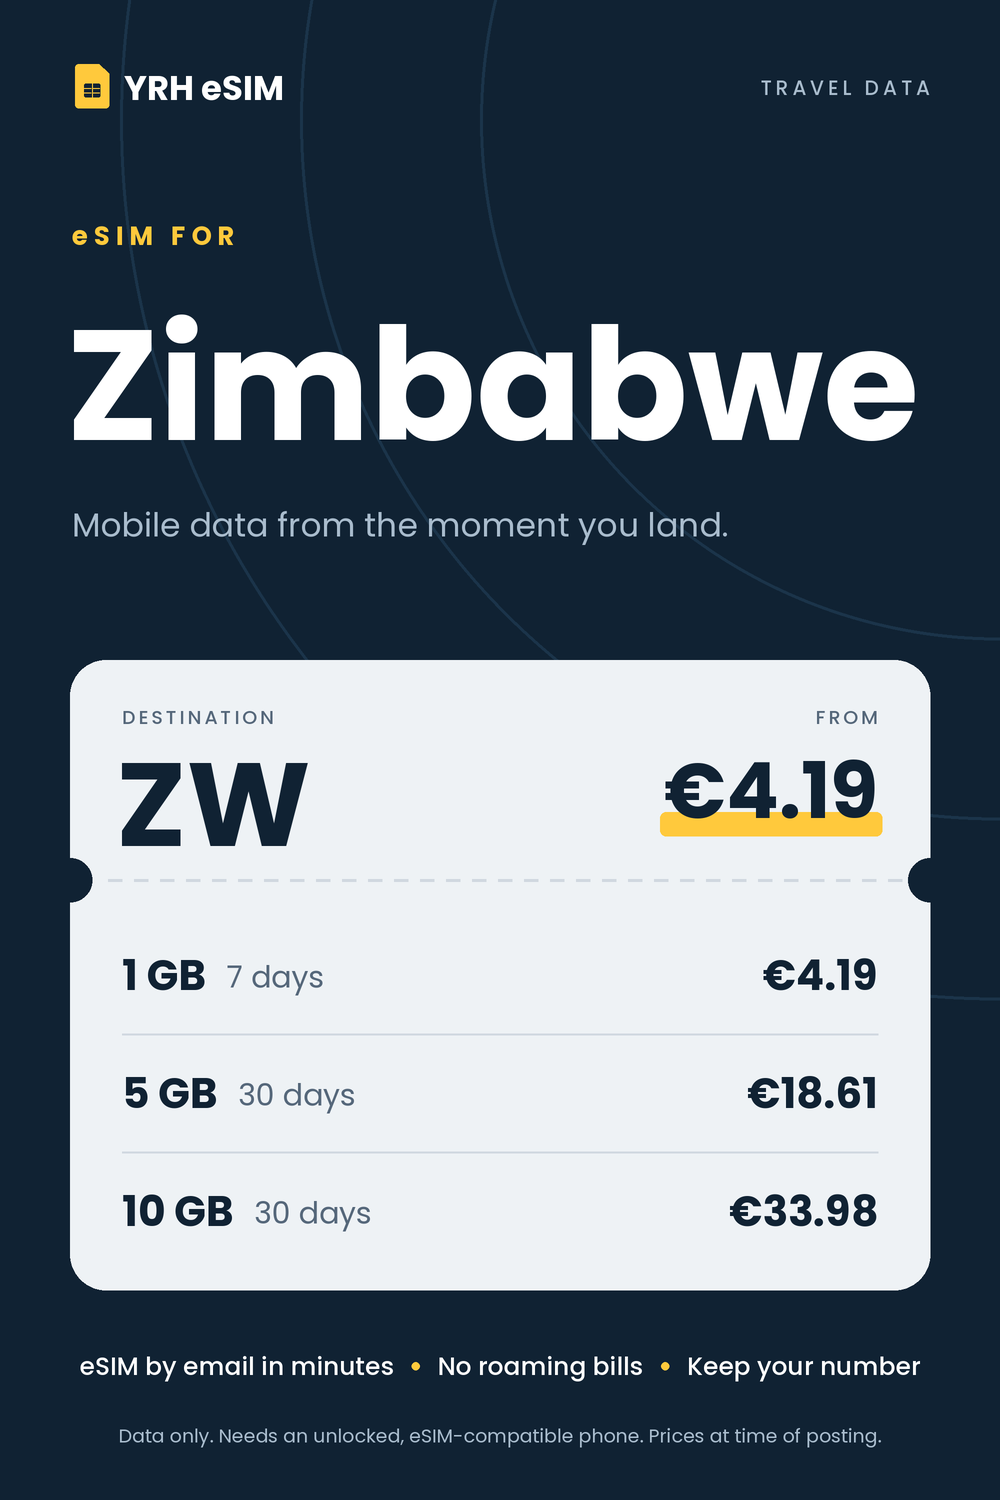 YRH eSIM
TRAVEL DATA
eSIM FOR
Zimbabwe
Mobile data from the moment you land.
DESTINATION
FROM
ZW
€4.19
1 GB 7 days
€4.19
5 GB 30 days
€18.61
10 GB 30 days
€33.98
eSIM by email in minutes • No roaming bills • Keep your number
Data only. Needs an unlocked, eSIM-compatible phone. Prices at time of posting.